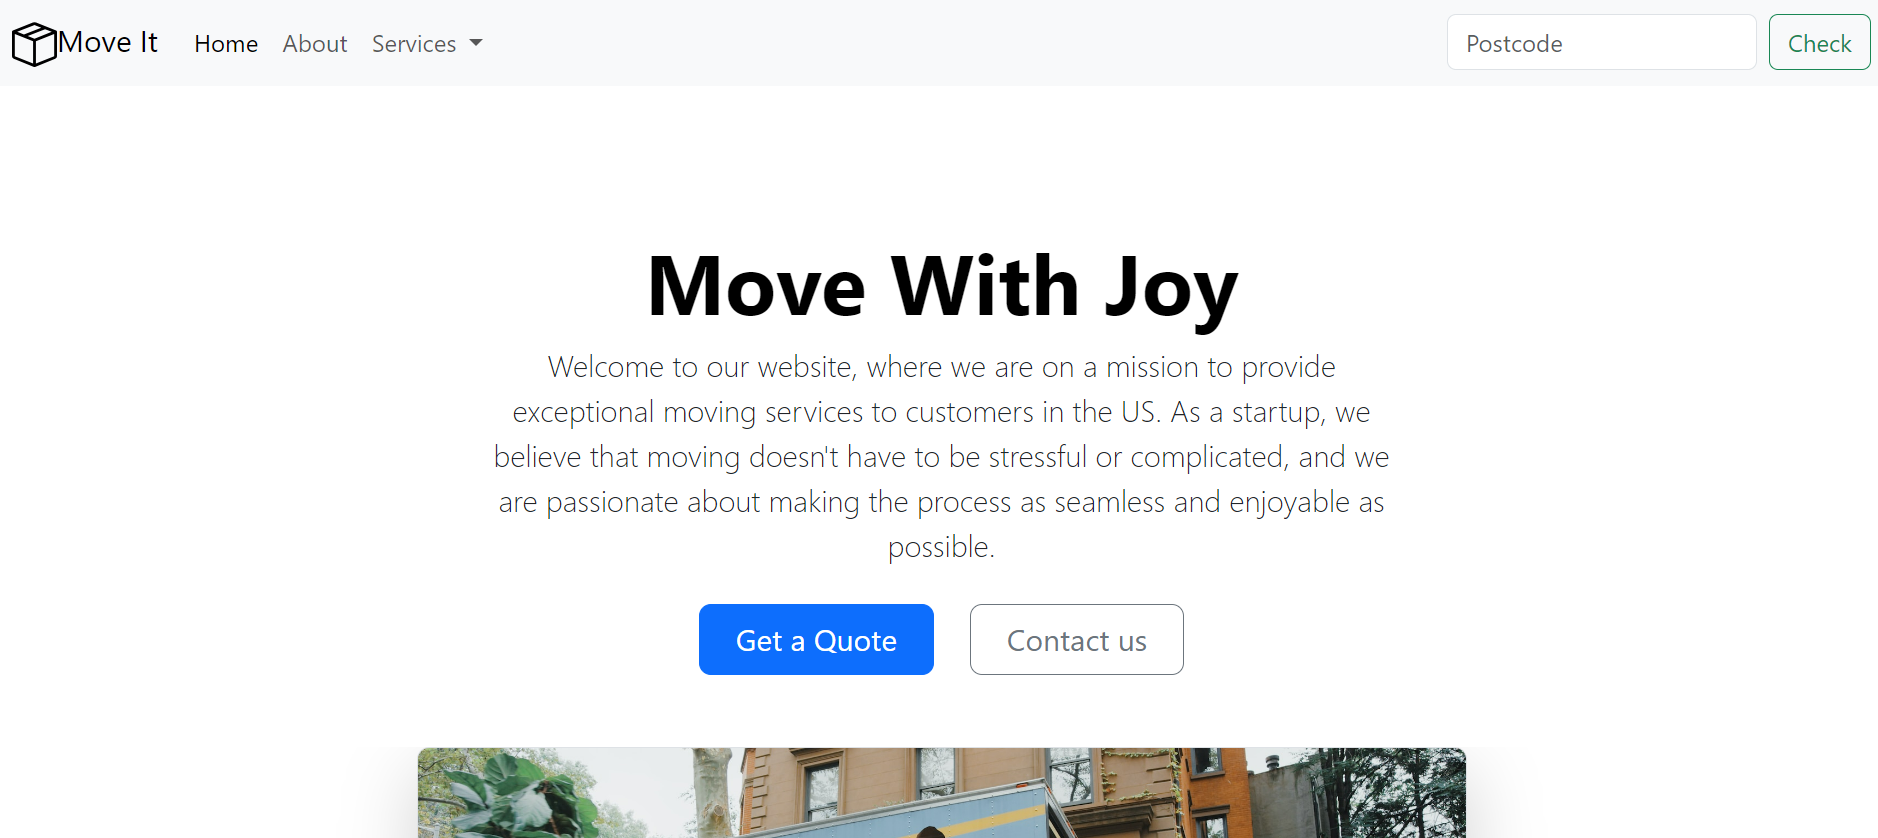 Move It
Home
About
Services
Postcode
Check
Move With Joy
Welcome to our website, where we are on a mission to provide
exceptional moving services to customers in the US. As a startup, we
believe that moving doesn't have to be stressful or complicated, and we
are passionate about making the process as seamless and enjoyable as
possible.
Get a Quote
Contact us